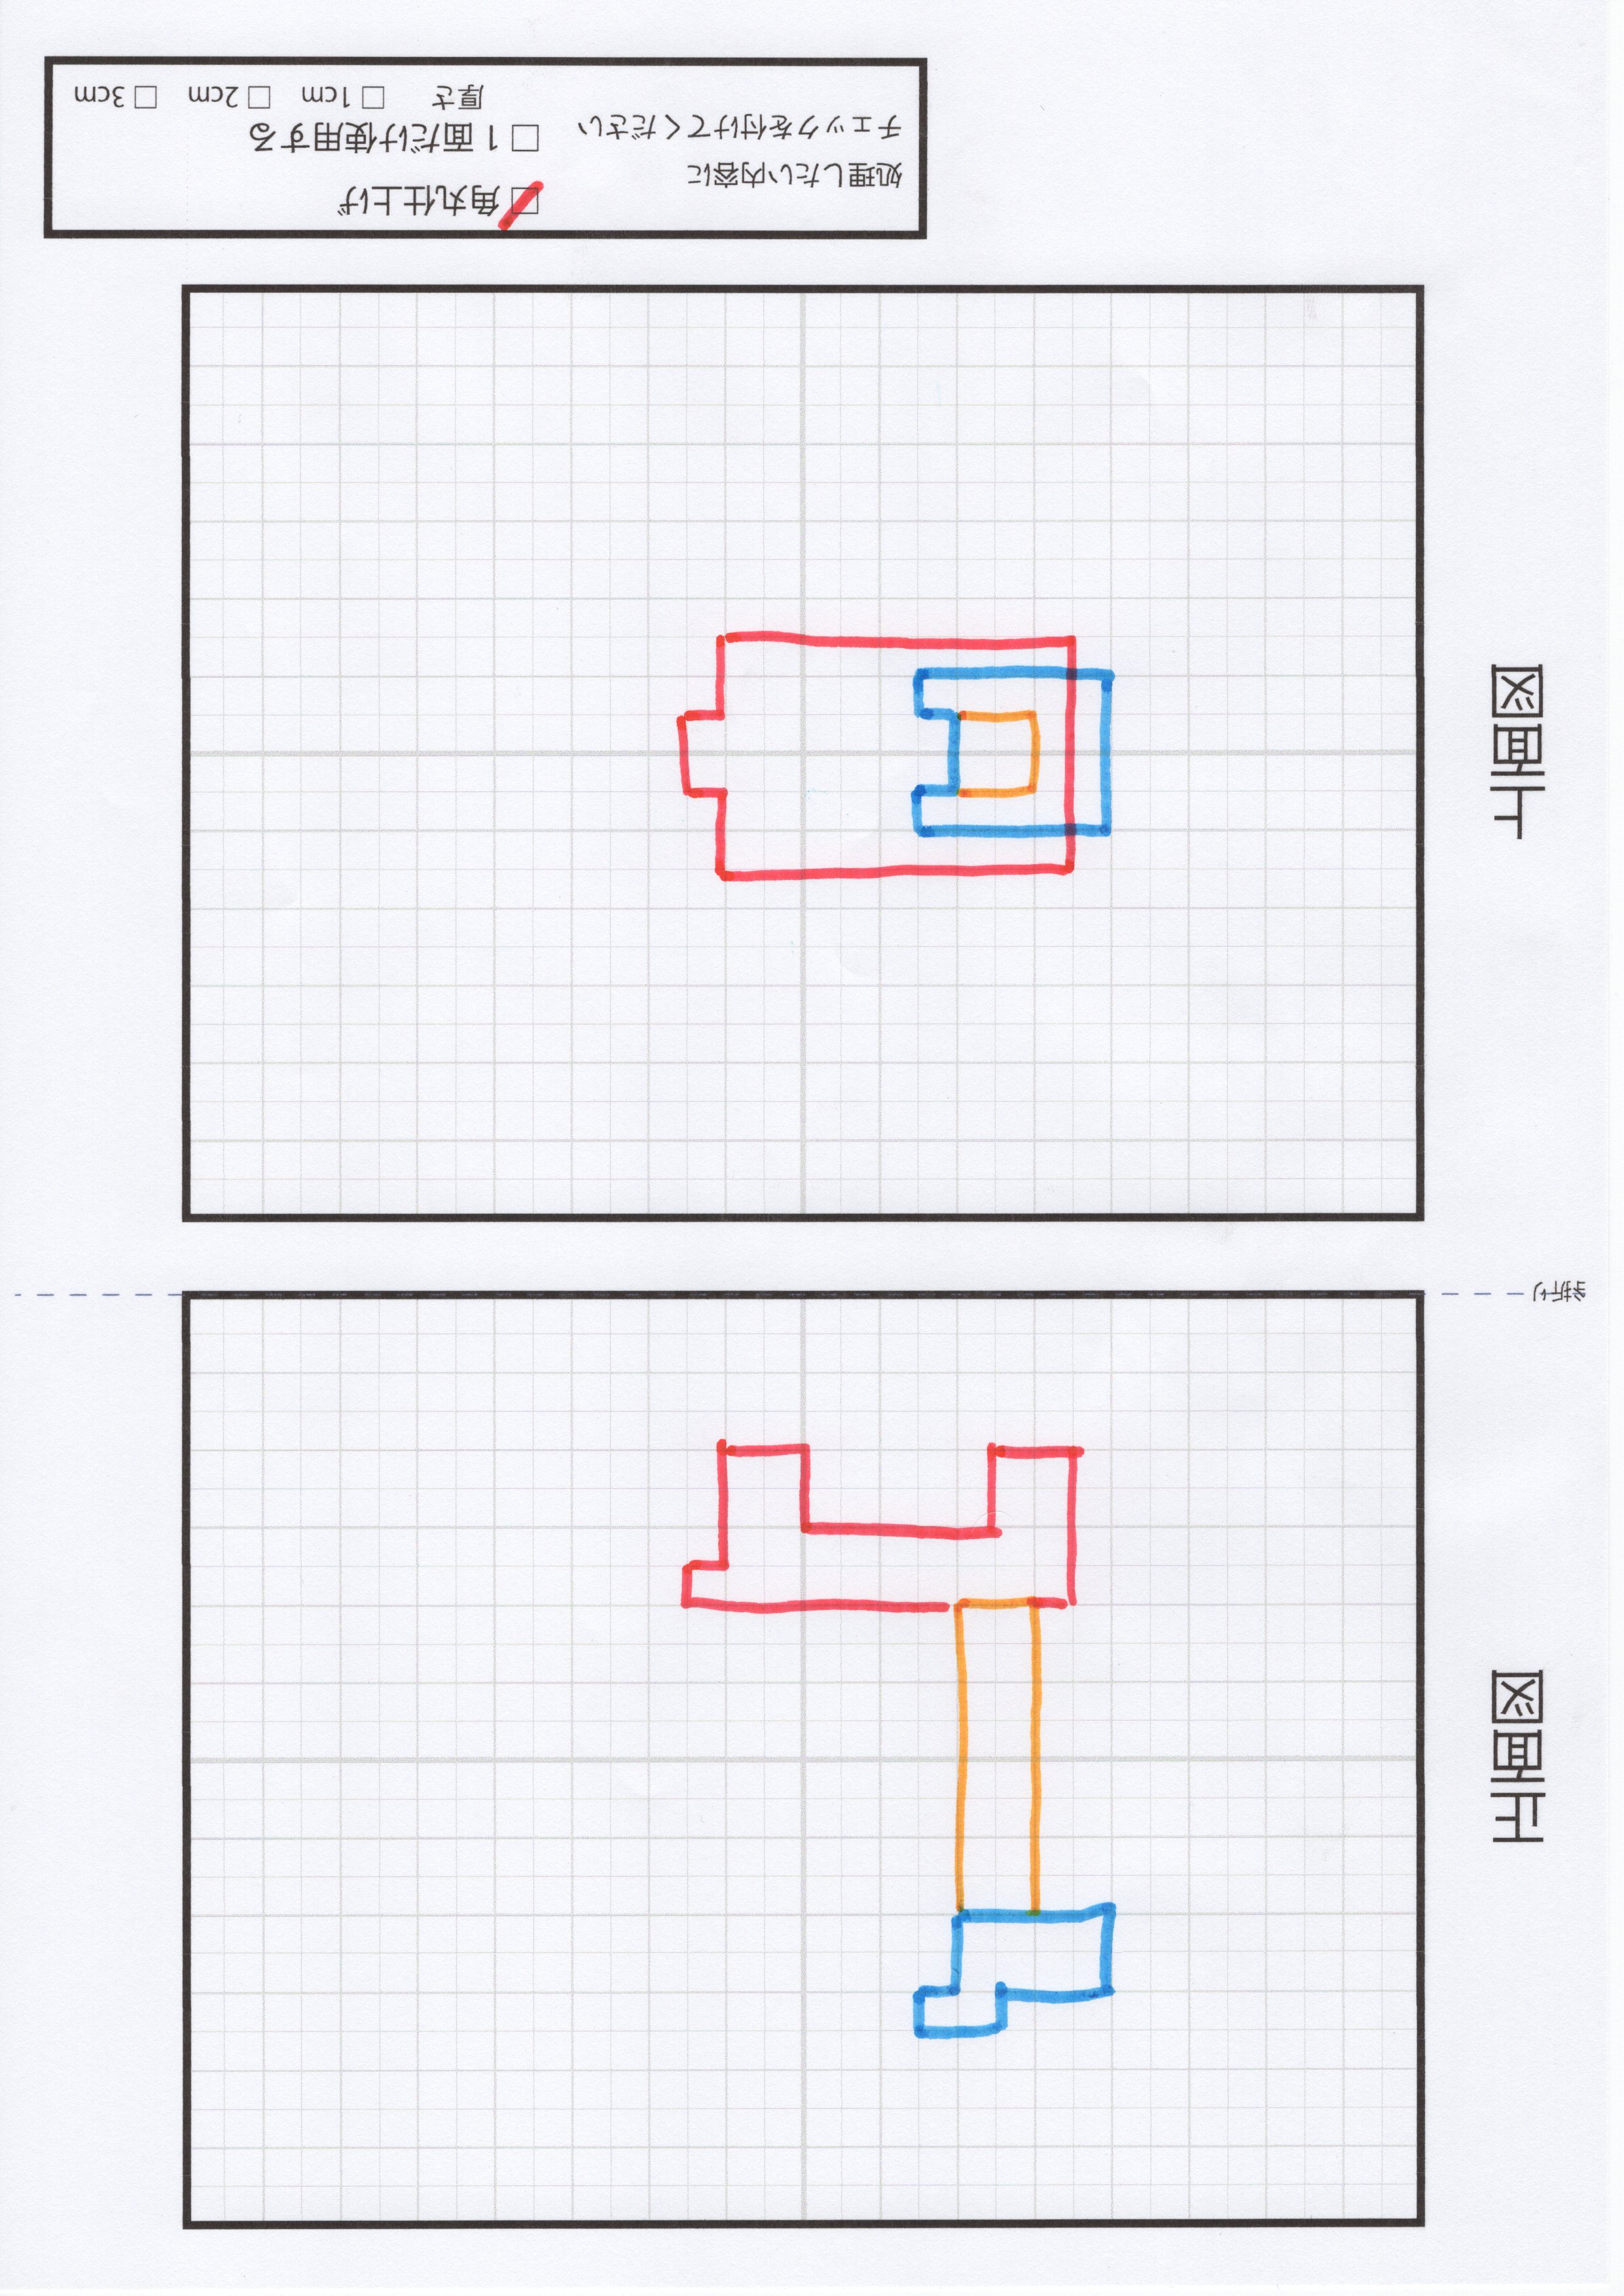 正面図
谷折り
上面図
処理したい内容に
チェックを付けてください
角丸仕上げ
1面だけ使用する
厚さ □1cm □2cm □3cm